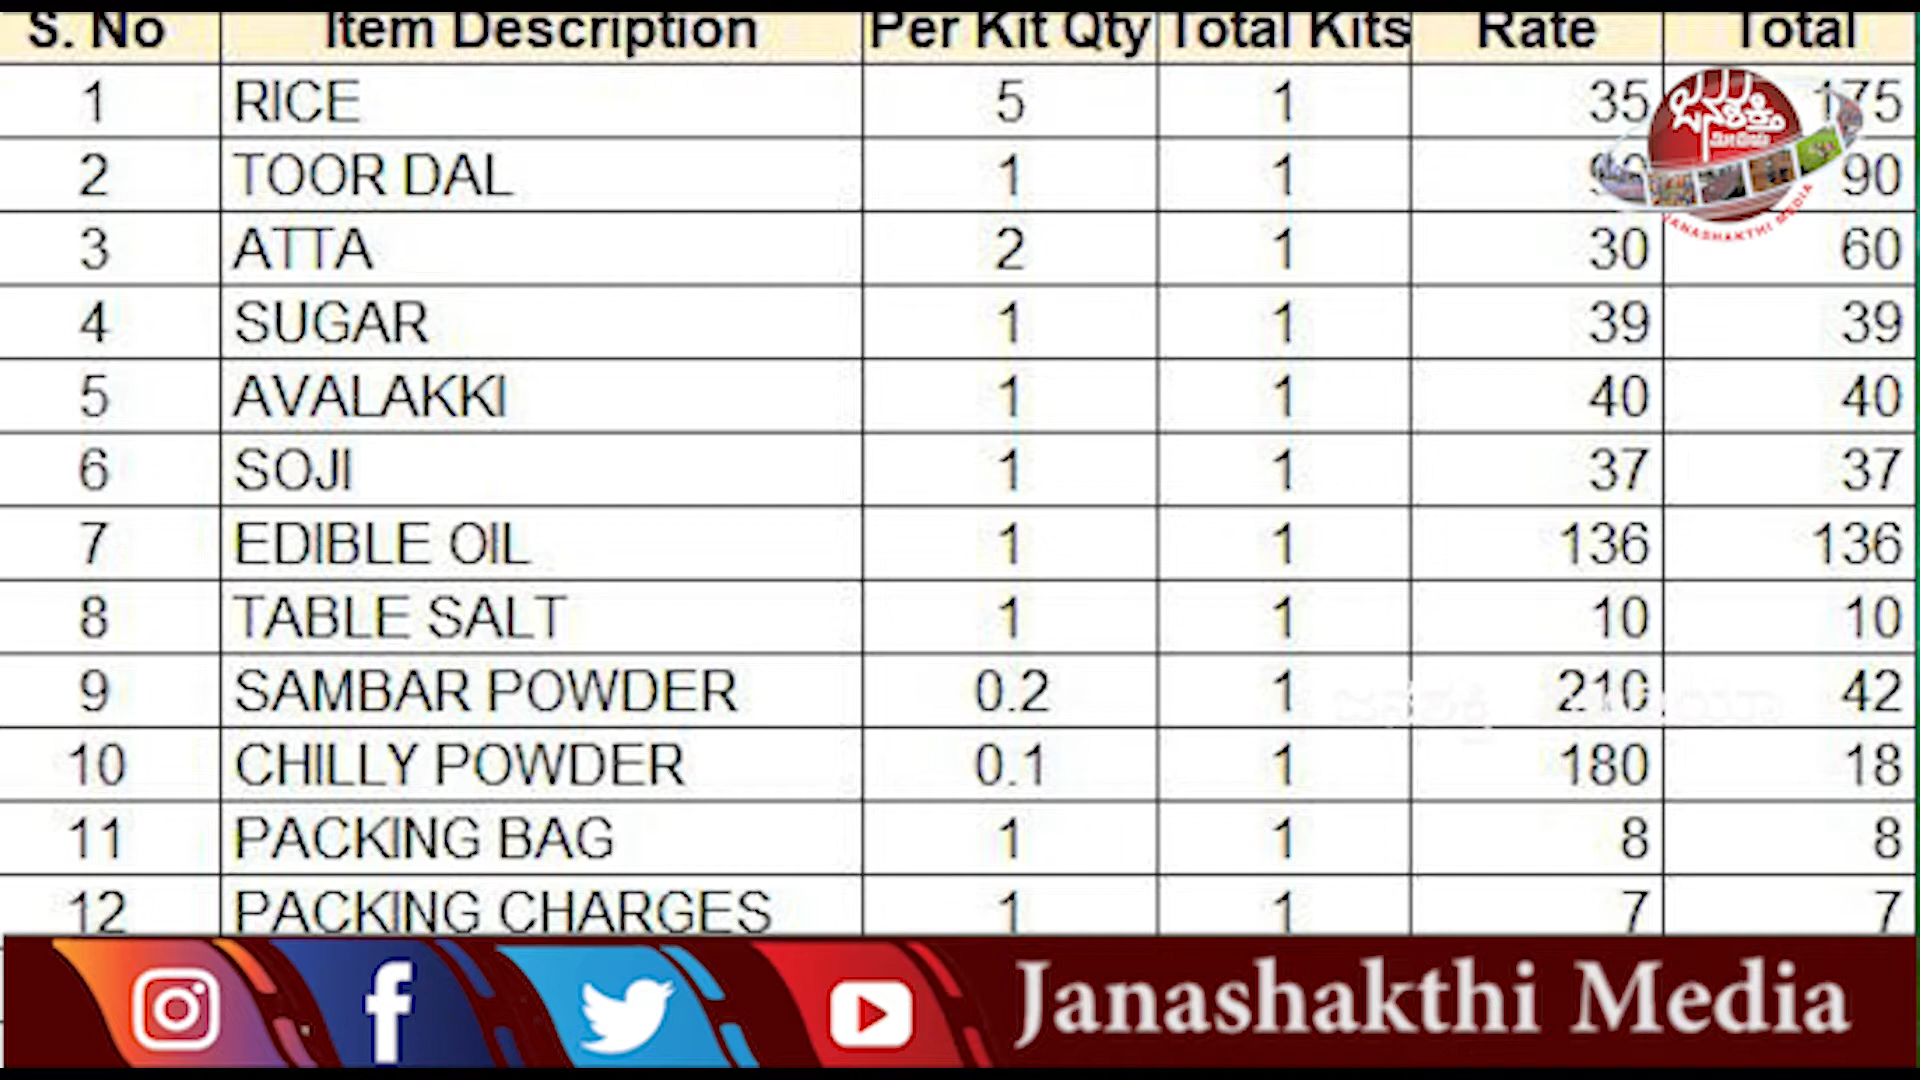 S. No Item Description Per Kit Qty Total Kits Rate Total
1 RICE 5 1 35 175
ಜನಶಕ್ತಿ
ಮೀಡಿಯಾ
2 TOOR DAL 1 1 90
JANASHAKTHI MEDIA
3 ATTA 2 1 30 60
4 SUGAR 1 1 39 39
5 AVALAKKI 1 1 40 40
6 SOJI 1 1 37 37
7 EDIBLE OIL 1 1 136 136
8 TABLE SALT 1 1 10 10
9 SAMBAR POWDER 0.2 1 210 42
10 CHILLY POWDER 0.1 1 180 18
11 PACKING BAG 1 1 8 8
12 PACKING CHARGES 1 1 7 7
Janashakthi Media